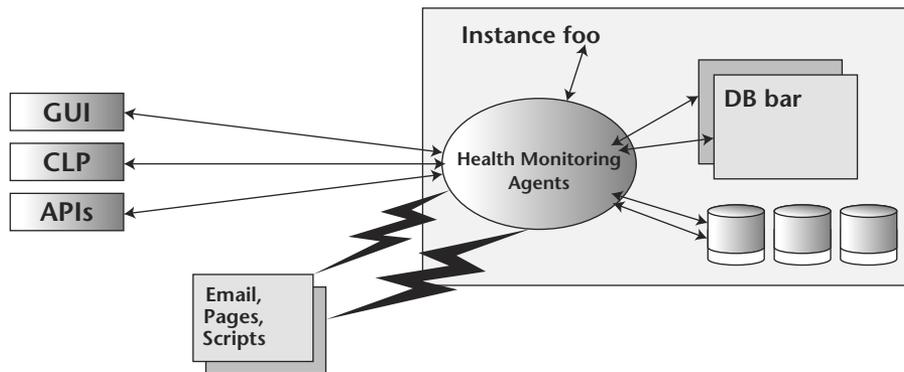 Instance foo
GUI
CLP
APIs
DB bar
Health Monitoring
Agents
Email,
Pages,
Scripts